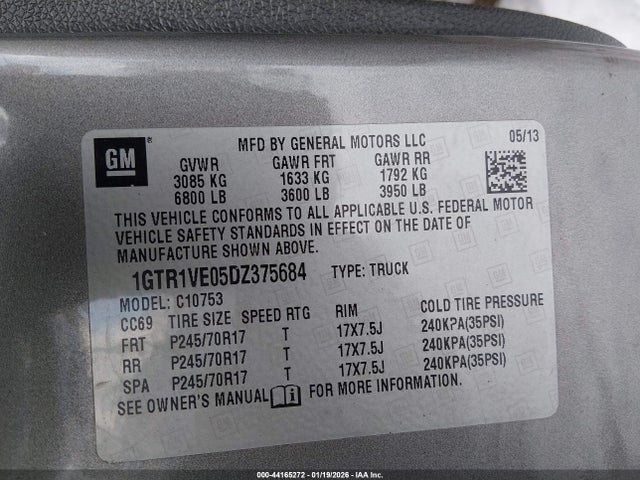 GM
MFD BY GENERAL MOTORS LLC 05/13
GVWR GAWR FRT GAWR RR
3085 KG 1633 KG 1792 KG
6800 LB 3600 LB 3950 LB
THIS VEHICLE CONFORMS TO ALL APPLICABLE U.S. FEDERAL MOTOR
VEHICLE SAFETY STANDARDS IN EFFECT ON THE DATE OF
MANUFACTURE SHOWN ABOVE.
1GTR1VE05DZ375684 TYPE: TRUCK
MODEL: C10753
CC69 TIRE SIZE SPEED RTG RIM COLD TIRE PRESSURE
FRT P245/70R17 T 17X7.5J 240KPA(35PSI)
RR P245/70R17 T 17X7.5J 240KPA(35PSI)
SPA P245/70R17 T 17X7.5J 240KPA(35PSI)
SEE OWNER'S MANUAL FOR MORE INFORMATION.
000-44165272 - 01/19/2026 - IAA Inc.